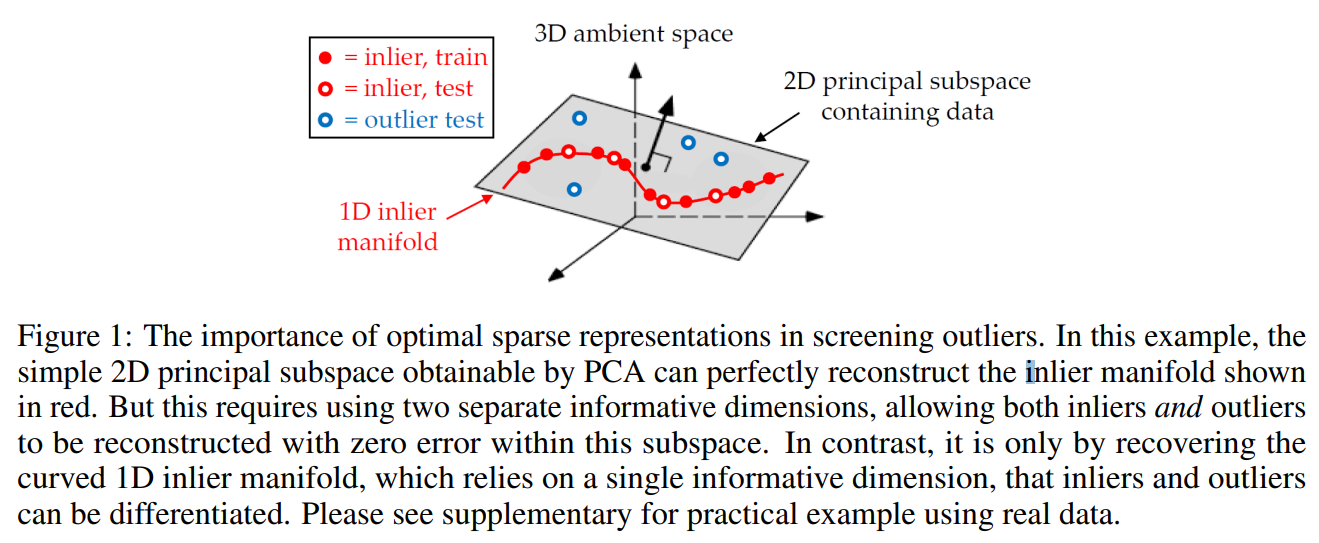 3D ambient space
= inlier, train
= inlier, test
= outlier test
2D principal subspace
containing data
1D inlier
manifold
Figure 1: The importance of optimal sparse representations in screening outliers. In this example, the
simple 2D principal subspace obtainable by PCA can perfectly reconstruct the inlier manifold shown
in red. But this requires using two separate informative dimensions, allowing both inliers and outliers
to be reconstructed with zero error within this subspace. In contrast, it is only by recovering the
curved 1D inlier manifold, which relies on a single informative dimension, that inliers and outliers
can be differentiated. Please see supplementary for practical example using real data.